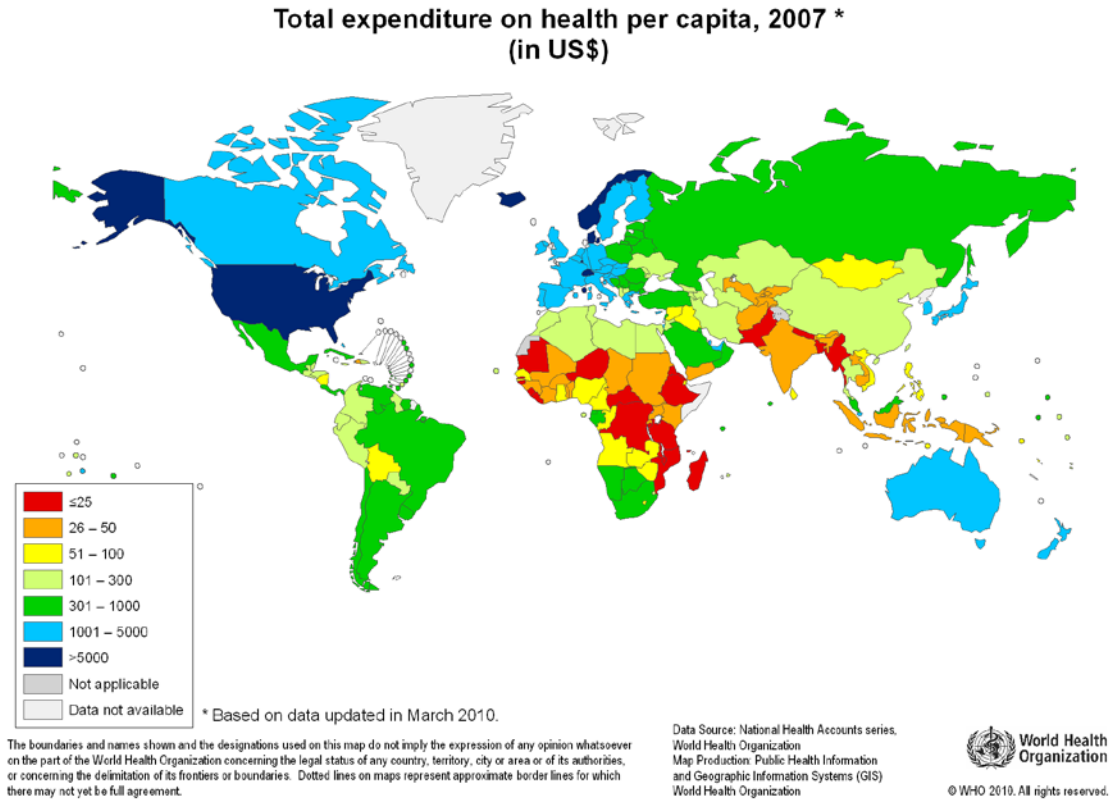 Total expenditure on health per capita, 2007 *
(in US$)
≤25
26 – 50
51 – 100
101 – 300
301 – 1000
1001 – 5000
>5000
Not applicable
Data not available
* Based on data updated in March 2010.
The boundaries and names shown and the designations used on this map do not imply the expression of any opinion whatsoever
on the part of the World Health Organization concerning the legal status of any country, territory, city or area or of its authorities,
or concerning the delimitation of its frontiers or boundaries. Dotted lines on maps represent approximate border lines for which
there may not yet be full agreement.
Data Source: National Health Accounts series,
World Health Organization
Map Production: Public Health Information
and Geographic Information Systems (GIS)
World Health Organization
World Health
Organization
© WHO 2010. All rights reserved.